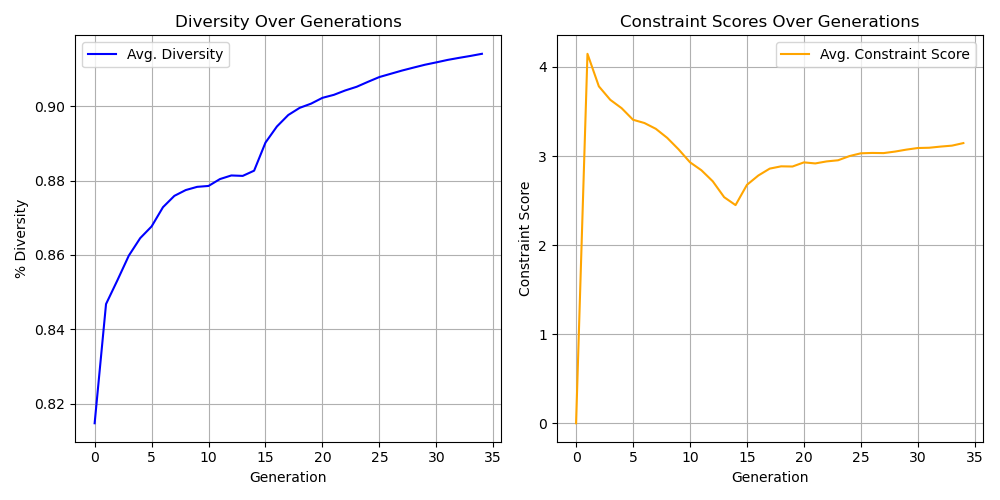 Diversity Over Generations
Avg. Diversity
0.90
0.88
0.86
0.84
0.82
% Diversity
0 5 10 15 20 25 30 35
Generation
Constraint Scores Over Generations
Avg. Constraint Score
4
3
2
1
0
Constraint Score
0 5 10 15 20 25 30 35
Generation